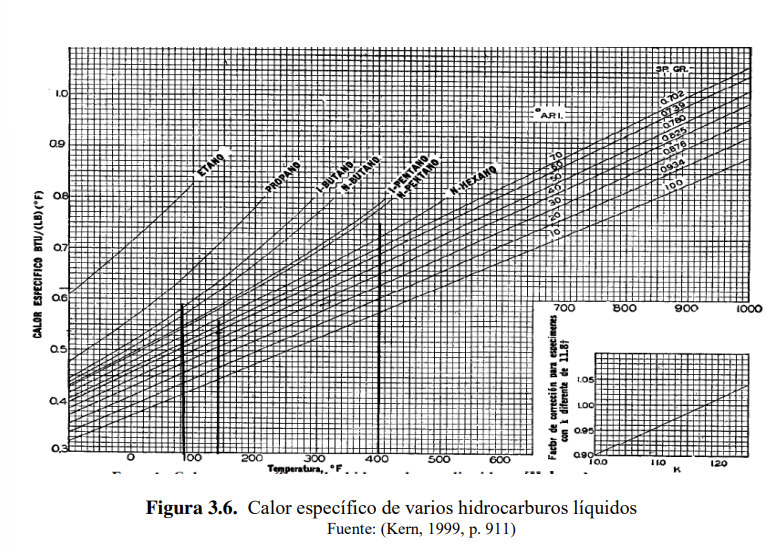 SP. GR.
1.0
0.702
0.739
0.780
0.825
0.876
0.934
1.00
°A.P.I.
0.9
ETANO
PROPANO
I-BUTANO
N-BUTANO
I-PENTANO
N-PENTANO
N-HEXANO
70
60
50
40
30
20
10
0.8
0.7
0.6
0.5
0.4
0.3
CALOR ESPECIFICO BTU/(LB)(°F)
0 200 300 400 500 600
700 800 900 1000
Temperatura, °F
Factor de corrección para especímenes
con k diferente de 11.8†
1.05
1.00
0.95
0.90
10.0 11.0 12.0
K
Figura 3.6. Calor específico de varios hidrocarburos líquidos
Fuente: (Kern, 1999, p. 911)